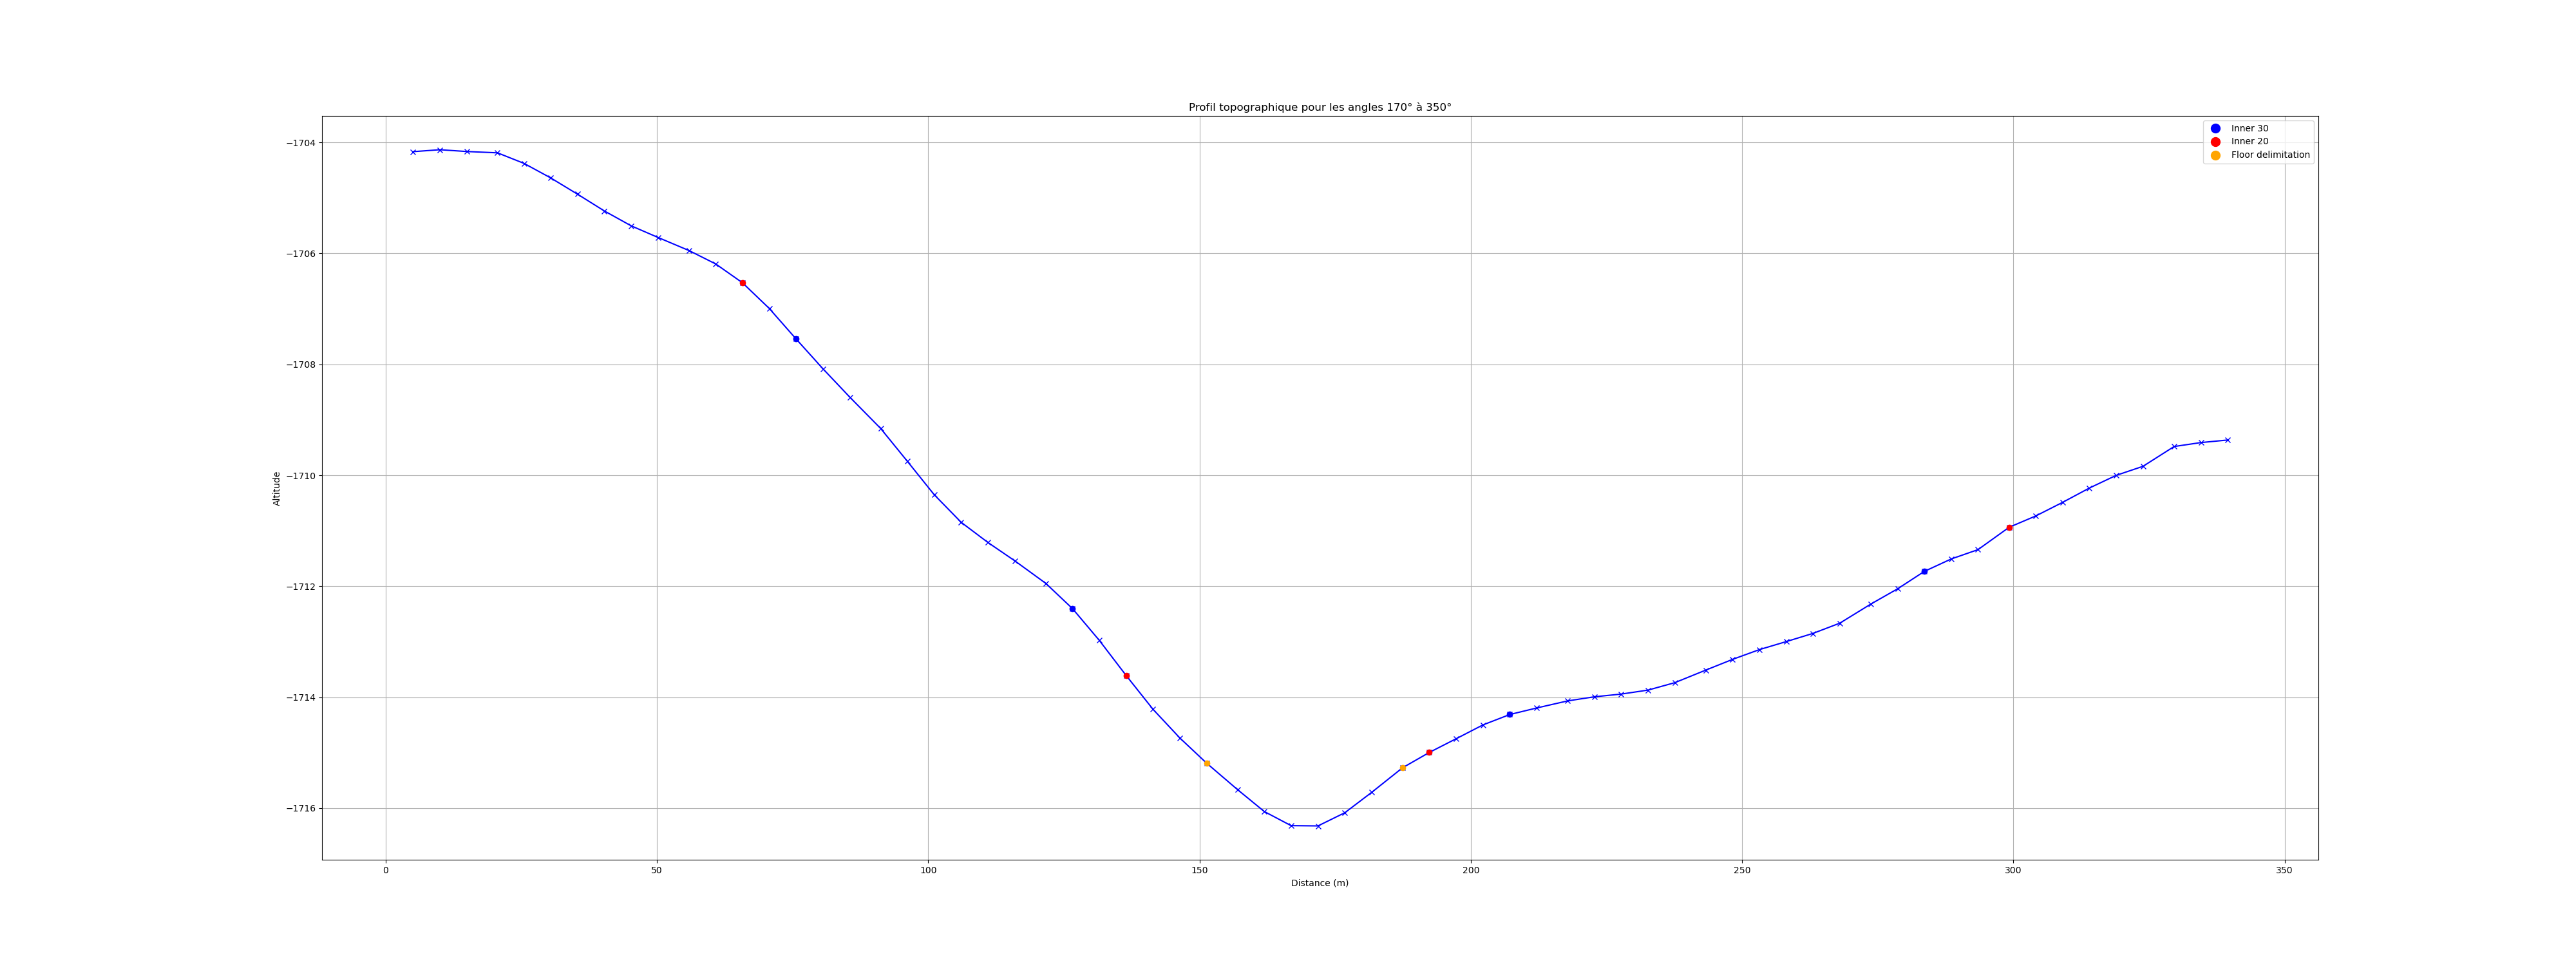 Profil topographique pour les angles 170° à 350°
Inner 30
Inner 20
Floor delimitation
−1704
−1706
−1708
−1710
−1712
−1714
−1716
Altitude
0 50 100 150 200 250 300 350
Distance (m)